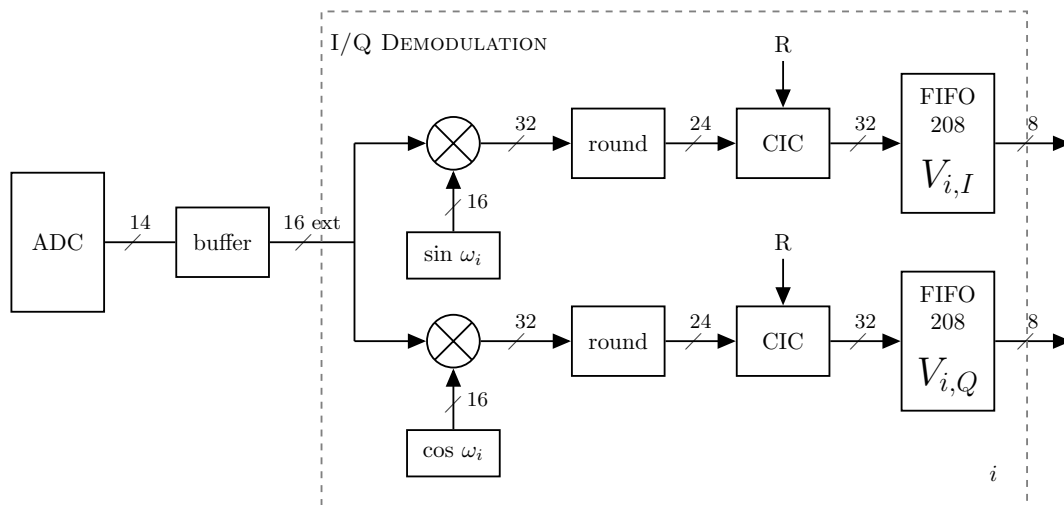 I/Q DEMODULATION
R
FIFO
208
V_{i,I}
32
24
32
8
round
CIC
16
14
16 ext
ADC
buffer
sin ω_i
R
FIFO
208
V_{i,Q}
32
24
32
8
round
CIC
16
cos ω_i
i